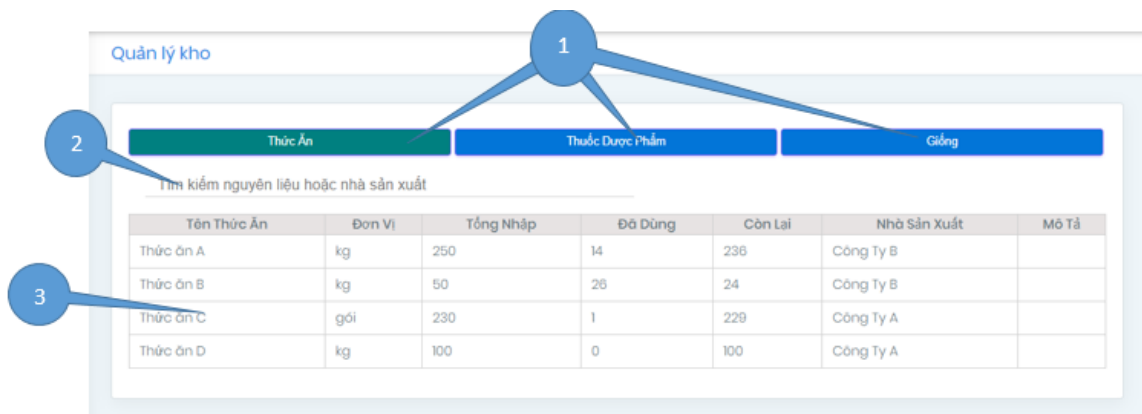 1
Quản lý kho
2
Thức Ăn Thuốc Dược Phẩm Giống
Tìm kiếm nguyên liệu hoặc nhà sản xuất
Tên Thức Ăn Đơn Vị Tổng Nhập Đã Dùng Còn Lại Nhà Sản Xuất Mô Tả
Thức ăn A kg 250 14 236 Công Ty B
Thức ăn B kg 50 26 24 Công Ty B
3
Thức ăn C gói 230 1 229 Công Ty A
Thức ăn D kg 100 0 100 Công Ty A